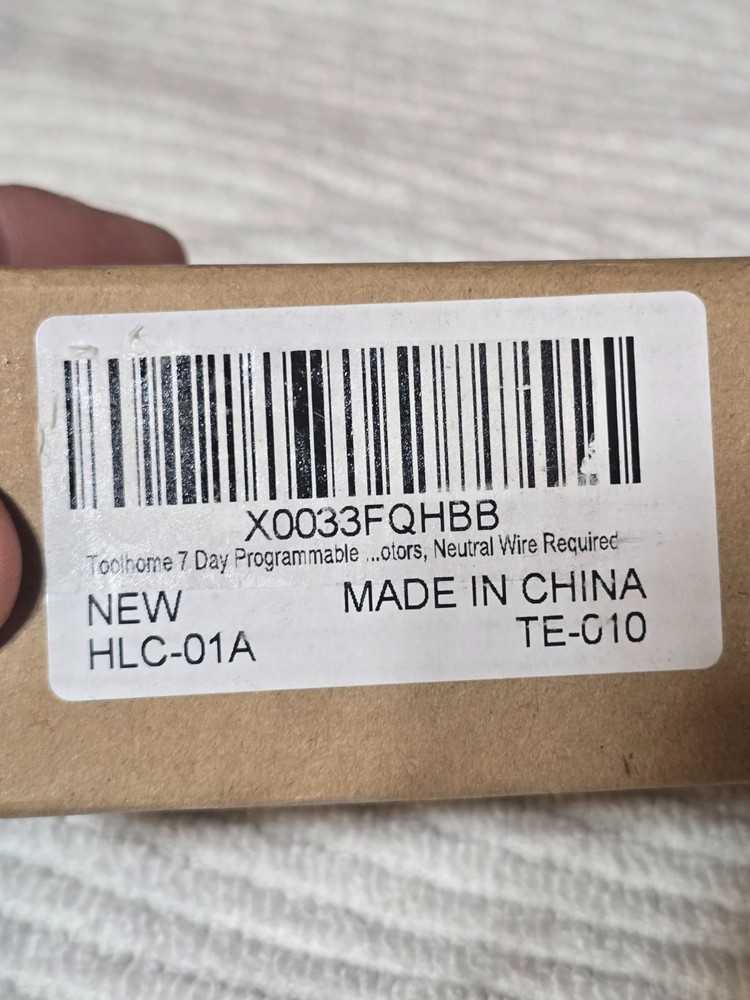 X0033FQHBB
Toolhome 7 Day Programmable ...otors, Neutral Wire Required
NEW MADE IN CHINA
HLC-01A TE-010